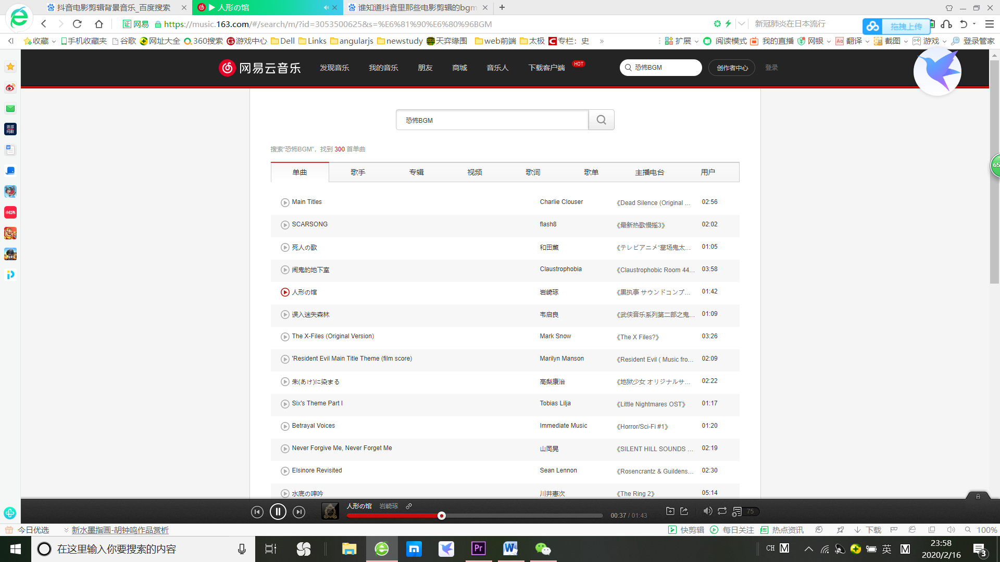 抖音电影剪辑背景音乐_百度搜索
人形の馆
谁知道抖音里那些电影剪辑的bgm
证 网易
https://music.163.com/#/search/m/?id=3053500625&s=%E6%81%90%E6%80%96BGM
新冠肺炎在日本流行
拖拽上传
收藏 手机收藏夹 谷歌 网址大全 360搜索 游戏中心 Dell Links angularjs newstudy 天弈缘围 web前端 太极 专栏：史 »
扩展 阅读模式 我的直播 网银 翻译 截图 游戏 登录管家
网易云音乐 发现音乐 我的音乐 朋友 商城 音乐人 下载客户端 HOT
恐怖BGM
创作者中心 登录
恐怖BGM
搜索“恐怖BGM”，找到 300 首单曲
单曲 歌手 专辑 视频 歌词 歌单 主播电台 用户
Main Titles Charlie Clouser 《Dead Silence (Original ... 02:56
SCARSONG flash8 《最新热歌慢摇3》 02:02
死人の歌 和田薫 《テレビアニメ“墓场鬼太... 01:05
闹鬼的地下室 Claustrophobia 《Claustrophobic Room 44... 03:58
人形の馆 岩崎琢 《黒执事 サウンドコンプ... 01:42
误入迷失森林 韦启良 《武侠音乐系列第二部之鬼... 01:09
The X-Files (Original Version) Mark Snow 《The X Files?》 03:26
'Resident Evil Main Title Theme (film score) Marilyn Manson 《Resident Evil ( Music fro... 02:09
朱(あけ)に染まる 高梨康治 《地狱少女 オリジナルサ... 02:22
Six's Theme Part I Tobias Lilja 《Little Nightmares OST》 01:17
Betrayal Voices Immediate Music 《Horror/Sci-Fi #1》 01:20
Never Forgive Me, Never Forget Me 山岡晃 《SILENT HILL SOUNDS ... 02:19
Elsinore Revisited Sean Lennon 《Rosencrantz & Guildens... 02:30
水底の呻吟 川井憲次 《The Ring 2》 05:14
小红书
65
人形の馆 岩崎琢
00:37 / 01:43
75
今日优选 新水墨指画-胡钟鸣作品赏析
快剪辑 每日关注 热点资讯 下载 100%
在这里输入你要搜索的内容
Pr
CH M
英 M
23:58
2020/2/16
3